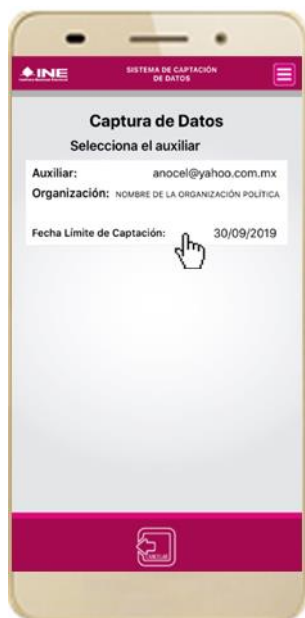 INE
SISTEMA DE CAPTACIÓN
DE DATOS
Captura de Datos
Selecciona el auxiliar
Auxiliar: anocel@yahoo.com.mx
Organización: NOMBRE DE LA ORGANIZACIÓN POLÍTICA
Fecha Límite de Captación: 30/09/2019